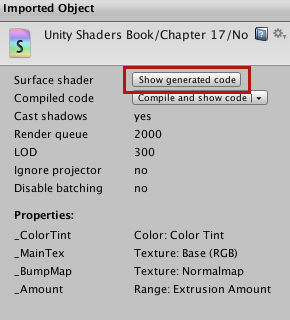 Imported Object
S
Unity Shaders Book/Chapter 17/No
Surface shader Show generated code
Compiled code Compile and show code
Cast shadows yes
Render queue 2000
LOD 300
Ignore projector no
Disable batching no
Properties:
_ColorTint Color: Color Tint
_MainTex Texture: Base (RGB)
_BumpMap Texture: Normalmap
_Amount Range: Extrusion Amount